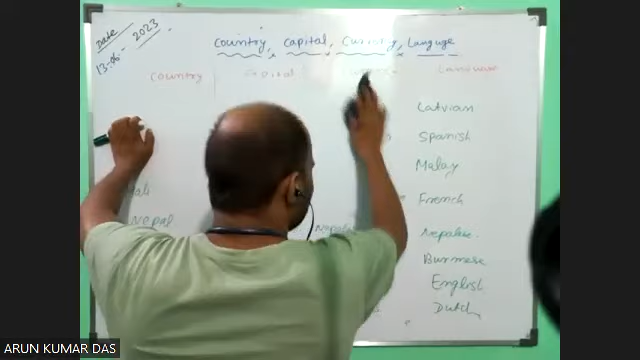 Date
13-06-2023.
Country, Capital, Currency, Languge
Country Capital Language
Latvian
Spanish
Malay
French
Nepal Nepalese.
Burmese
English
Dutch
ARUN KUMAR DAS